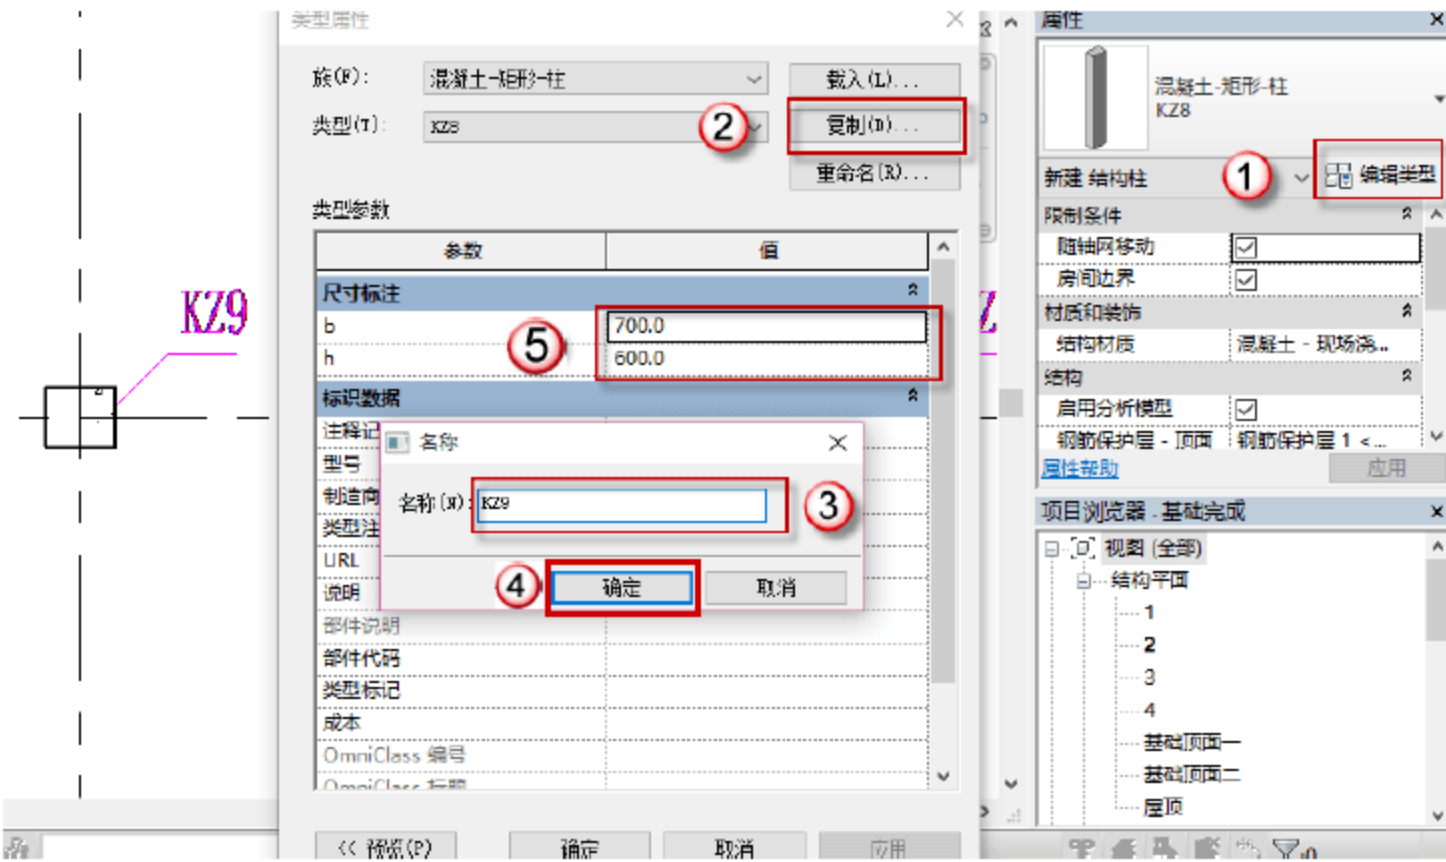 类型属性
族(F):
混凝土-矩形-柱
载入(L)...
类型(T):
KZ8
②
复制(D)...
重命名(R)...
类型参数
参数
值
尺寸标注
b
700.0
h
600.0
⑤
标识数据
注释记
型号
制造商
类型注
URL
说明
部件说明
部件代码
类型标记
成本
OmniClass 编号
OmniClass 标题
名称
名称(N):
KZ9
③
④
确定
取消
<< 预览(P)
确定
取消
应用
KZ9
属性
混凝土-矩形-柱
KZ8
新建 结构柱
①
编辑类型
限制条件
随轴网移动
房间边界
材质和装饰
结构材质
混凝土 - 现场浇...
结构
启用分析模型
钢筋保护层 - 顶面
钢筋保护层 1 <...
属性帮助
应用
项目浏览器 - 基础完成
视图 (全部)
结构平面
1
2
3
4
基础顶面一
基础顶面二
屋顶
:0